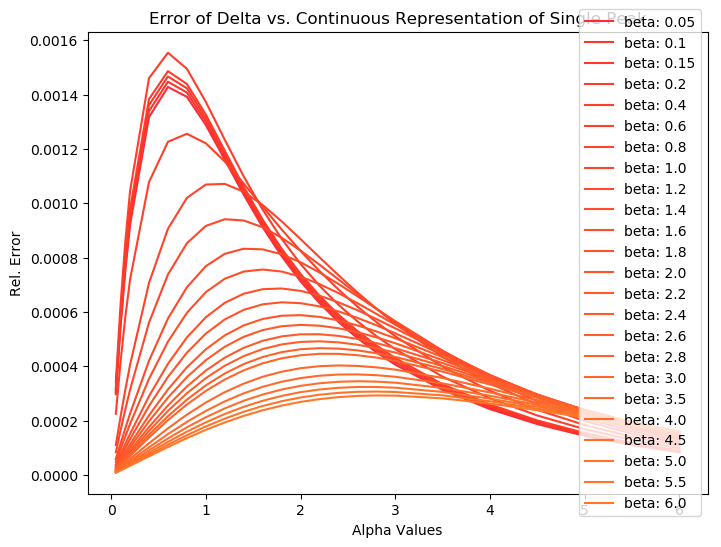 Error of Delta vs. Continuous Representation of Single Peak
beta: 0.05
beta: 0.1
beta: 0.15
beta: 0.2
beta: 0.4
beta: 0.6
beta: 0.8
beta: 1.0
beta: 1.2
beta: 1.4
beta: 1.6
beta: 1.8
beta: 2.0
beta: 2.2
beta: 2.4
beta: 2.6
beta: 2.8
beta: 3.0
beta: 3.5
beta: 4.0
beta: 4.5
beta: 5.0
beta: 5.5
beta: 6.0
0.0016
0.0014
0.0012
0.0010
0.0008
0.0006
0.0004
0.0002
0.0000
Rel. Error
0 1 2 3 4 5 6
Alpha Values